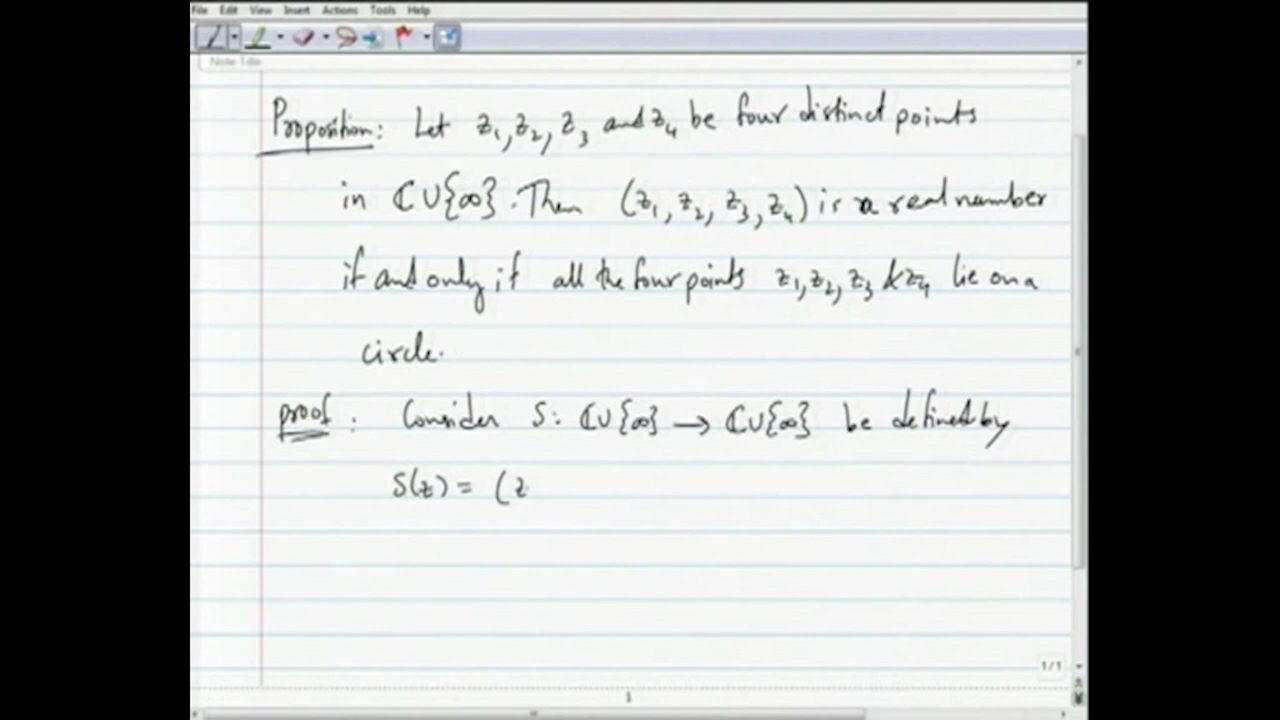 File Edit View Insert Actions Tools Help
Note Title
Proposition: Let z₁, z₂, z₃ and z₄ be four distinct points
in ℂ∪{∞}. Then (z₁, z₂, z₃, z₄) is a real number
if and only if all the four points z₁, z₂, z₃ & z₄ lie on a
circle.
proof: Consider S: ℂ∪{∞} → ℂ∪{∞} be defined by
S(z) = (z
1/1
1